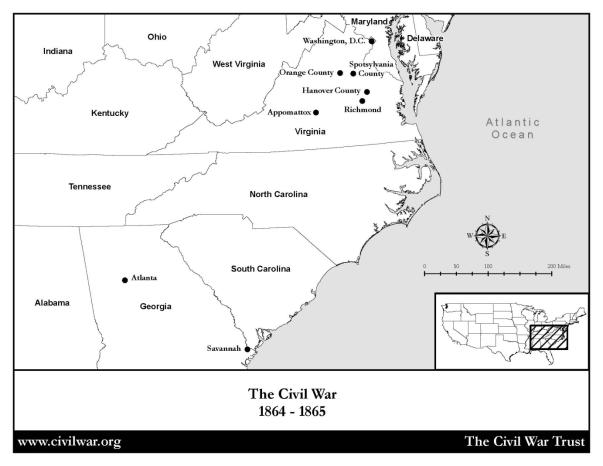 Maryland
Ohio
Delaware
Washington, D.C.
Indiana
West Virginia
Spotsylvania
County
Orange County
Hanover County
Kentucky
Richmond
Appomattox
Virginia
Atlantic
Ocean
Tennessee
North Carolina
N
W
E
S
South Carolina
0 50 100 200 Miles
Atlanta
Alabama
Georgia
Savannah
The Civil War
1864 - 1865
www.civilwar.org
The Civil War Trust